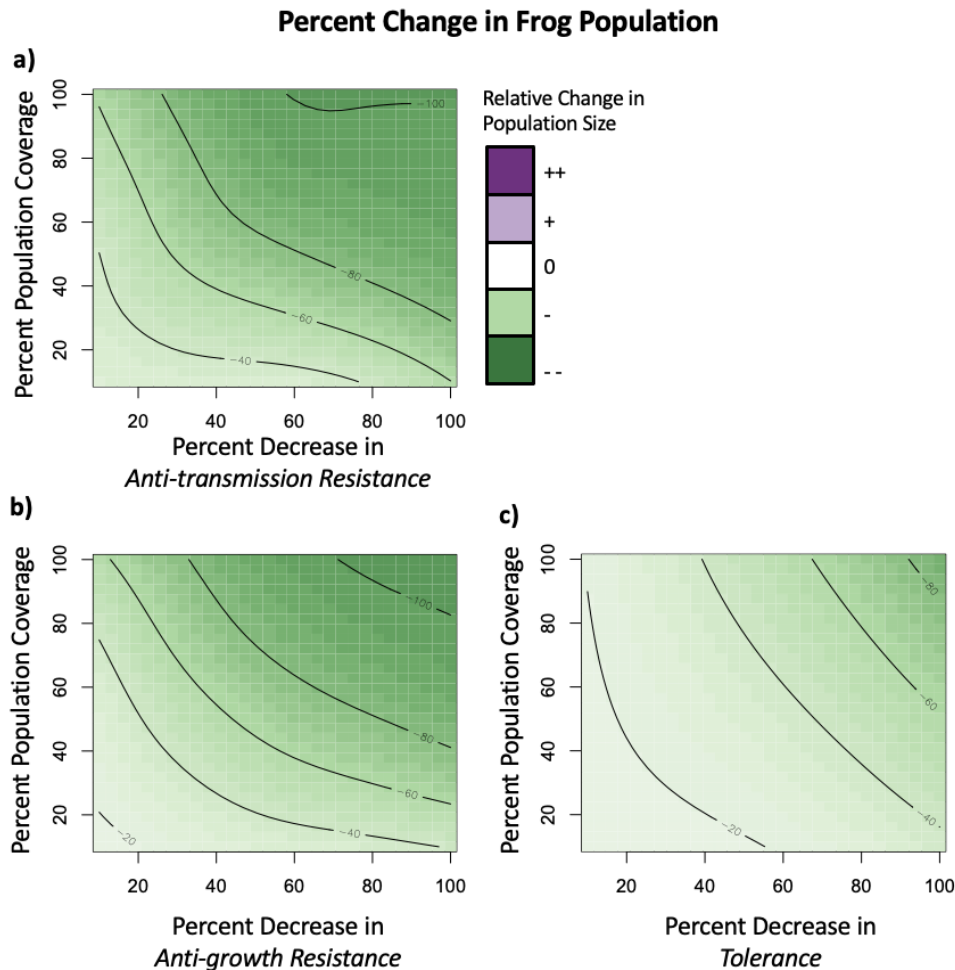 Percent Change in Frog Population
a)
Percent Population Coverage
100
80
60
40
20
-100
-80
-60
-40
20 40 60 80 100
Percent Decrease in
Anti-transmission Resistance
Relative Change in
Population Size
++
+
0
-
--
b)
Percent Population Coverage
100
80
60
40
20
-100
-80
-60
-40
-20
20 40 60 80 100
Percent Decrease in
Anti-growth Resistance
c)
Percent Population Coverage
100
80
60
40
20
-80
-60
-40
-20
20 40 60 80 100
Percent Decrease in
Tolerance